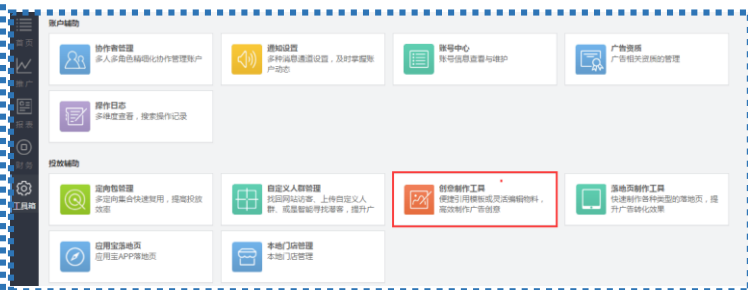 账户辅助
首页
协作者管理
多人多角色精细化协作管理账户
通知设置
多种消息通道设置，及时掌握账
户动态
账号中心
账号信息查看与维护
广告资质
广告相关资质的管理
推广
操作日志
多维度查看，搜索操作记录
报表
财务
投放辅助
工具箱
定向包管理
多定向集合快速复用，提高投放
效率
自定义人群管理
找回网站访客、上传自定义人
群、或是智能寻找潜客，提升广
创意制作工具
便捷引用模板或灵活编辑物料，
高效制作广告创意
落地页制作工具
快速制作各种类型的落地页，提
升广告转化效果
应用宝落地页
应用宝APP落地页
本地门店管理
本地门店管理